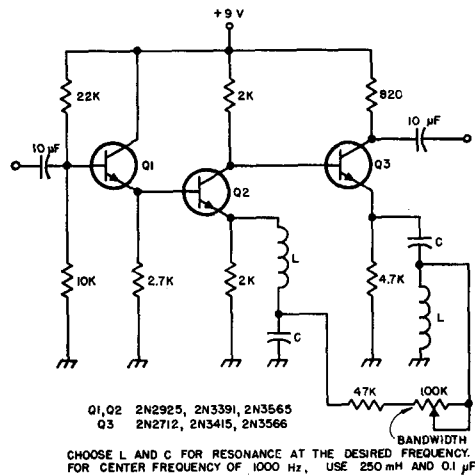 +9 V
22K
2K
820
10 µF
10 µF
Q1
Q2
Q3
10K
2.7K
2K
L
C
4.7K
C
L
47K
100K
BANDWIDTH
Q1,Q2 2N2925, 2N3391, 2N3565
Q3 2N2712, 2N3415, 2N3566
CHOOSE L AND C FOR RESONANCE AT THE DESIRED FREQUENCY.
FOR CENTER FREQUENCY OF 1000 Hz, USE 250 mH AND 0.1 µF